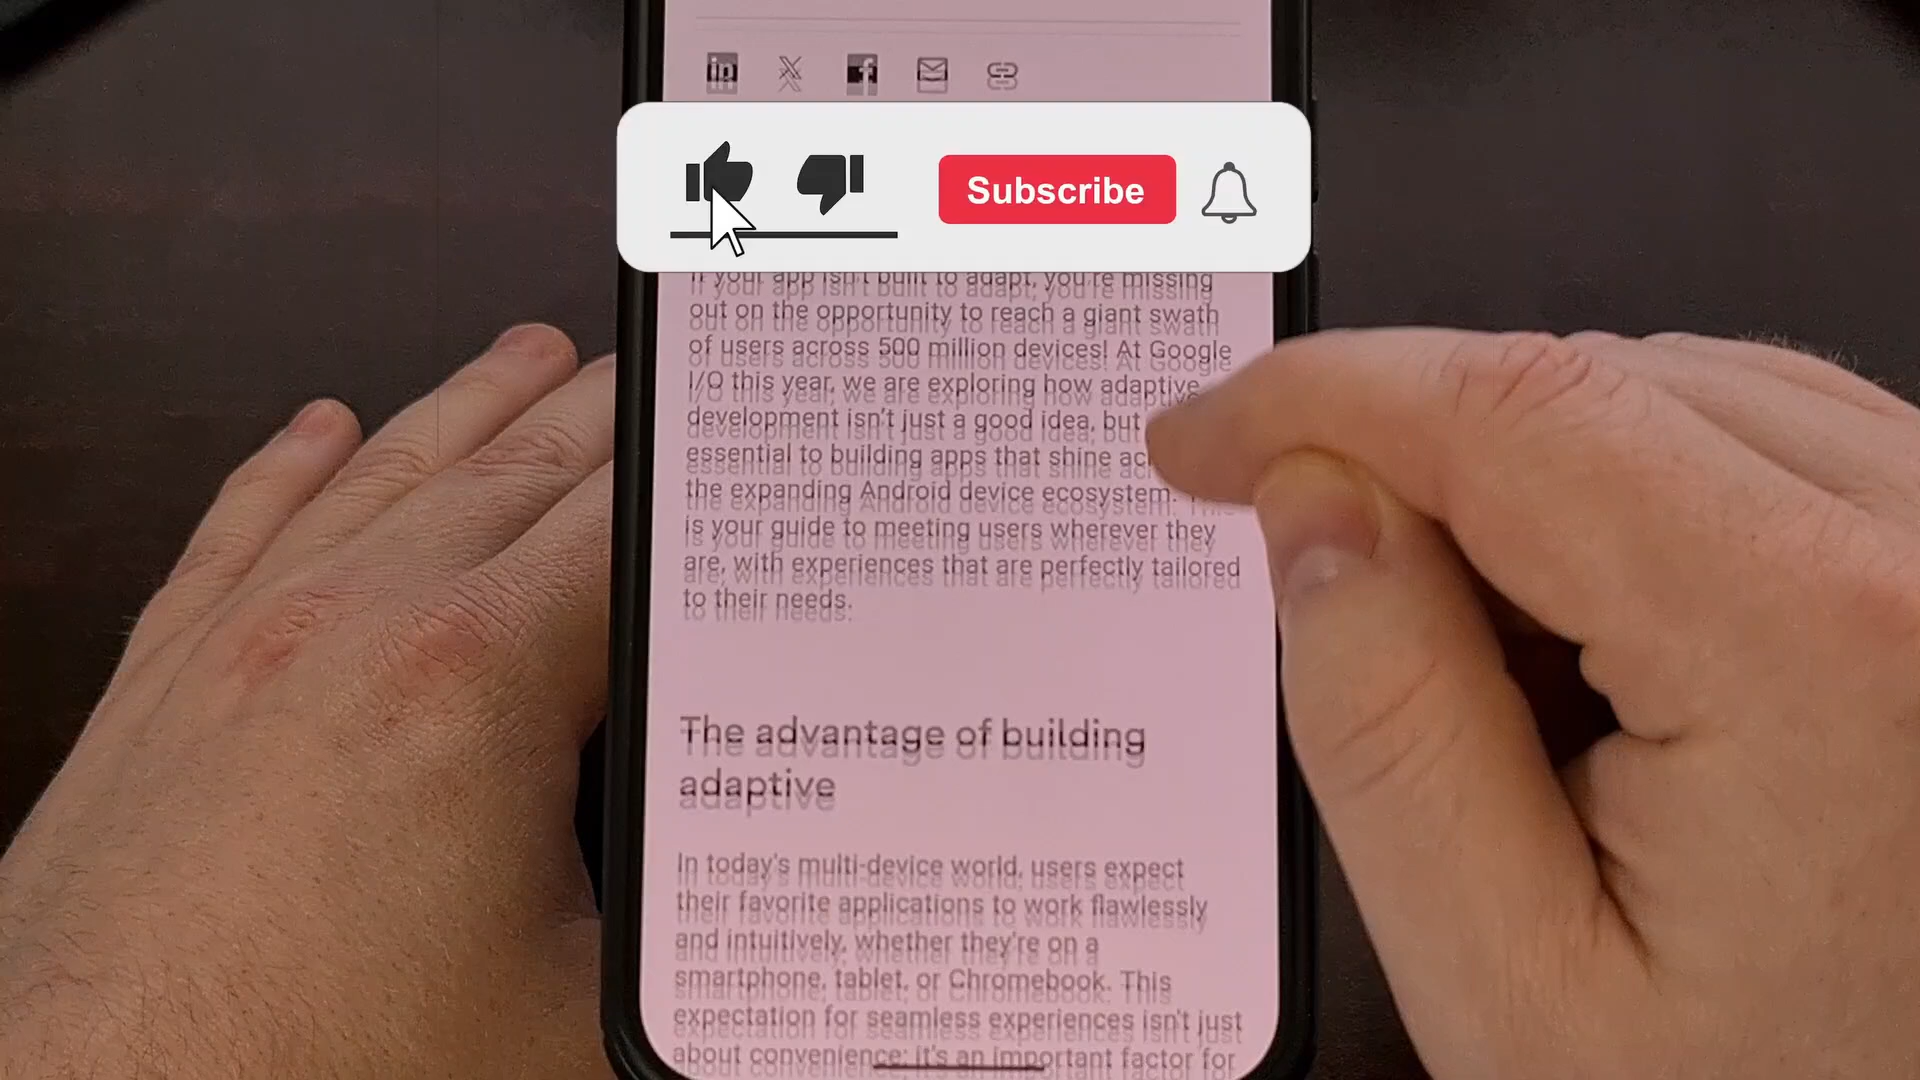 in X f
Subscribe
If your app isn't built to adapt, you're missing
out on the opportunity to reach a giant swath
of users across 500 million devices! At Google
I/O this year, we are exploring how adaptive
development isn't just a good idea, but
essential to building apps that shine
the expanding Android device ecosystem. This
is your guide to meeting users wherever they
are, with experiences that are perfectly tailored
to their needs.
The advantage of building
adaptive
In today's multi-device world, users expect
their favorite applications to work flawlessly
and intuitively, whether they're on a
smartphone, tablet, or Chromebook. This
expectation for seamless experiences isn't just
about convenience; it's an important factor for